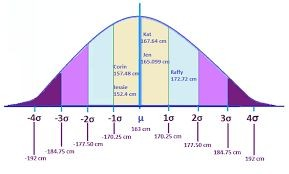 Kat
167.64 cm
Jen
165.099 cm
Corin
157.48 cm
Raffy
172.72 cm
Jessie
152.4 cm
-4σ -3σ -2σ -1σ μ 1σ 2σ 3σ 4σ
163 cm
-170.25 cm 170.25 cm
-177.50 cm 177.50 cm
-184.75 cm 184.75 cm
-192 cm 192 cm